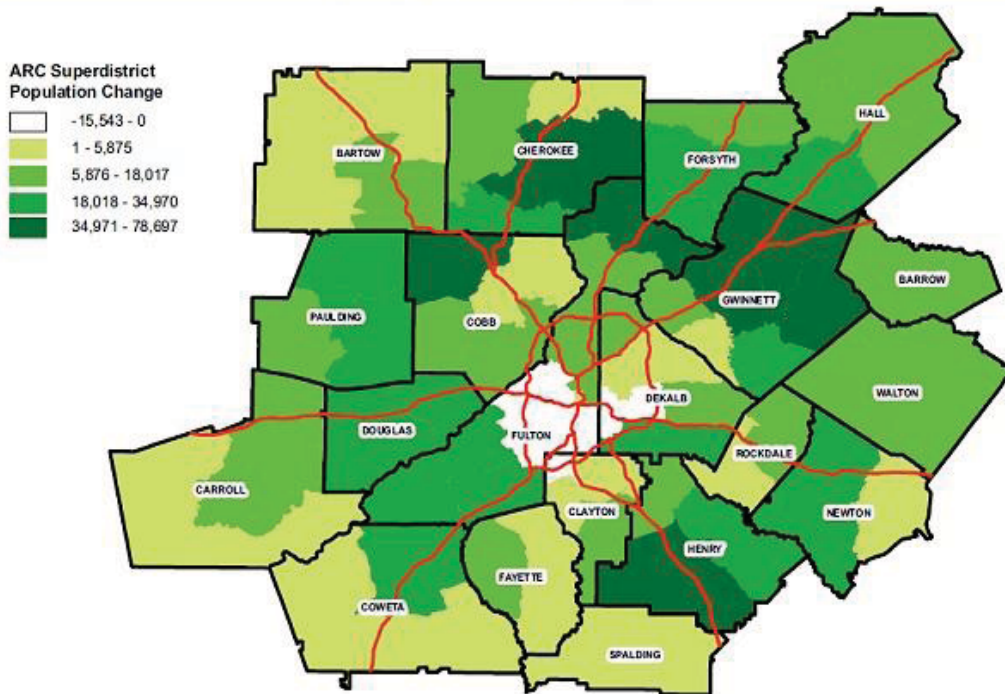 ARC Superdistrict
Population Change
-15,543 - 0
1 - 5,875
5,876 - 18,017
18,018 - 34,970
34,971 - 78,697
HALL
BARTOW
CHEROKEE
FORSYTH
BARROW
GWINNETT
PAULDING
COBB
WALTON
DEKALB
DOUGLAS
FULTON
ROCKDALE
CARROLL
CLAYTON
NEWTON
HENRY
FAYETTE
COWETA
SPALDING